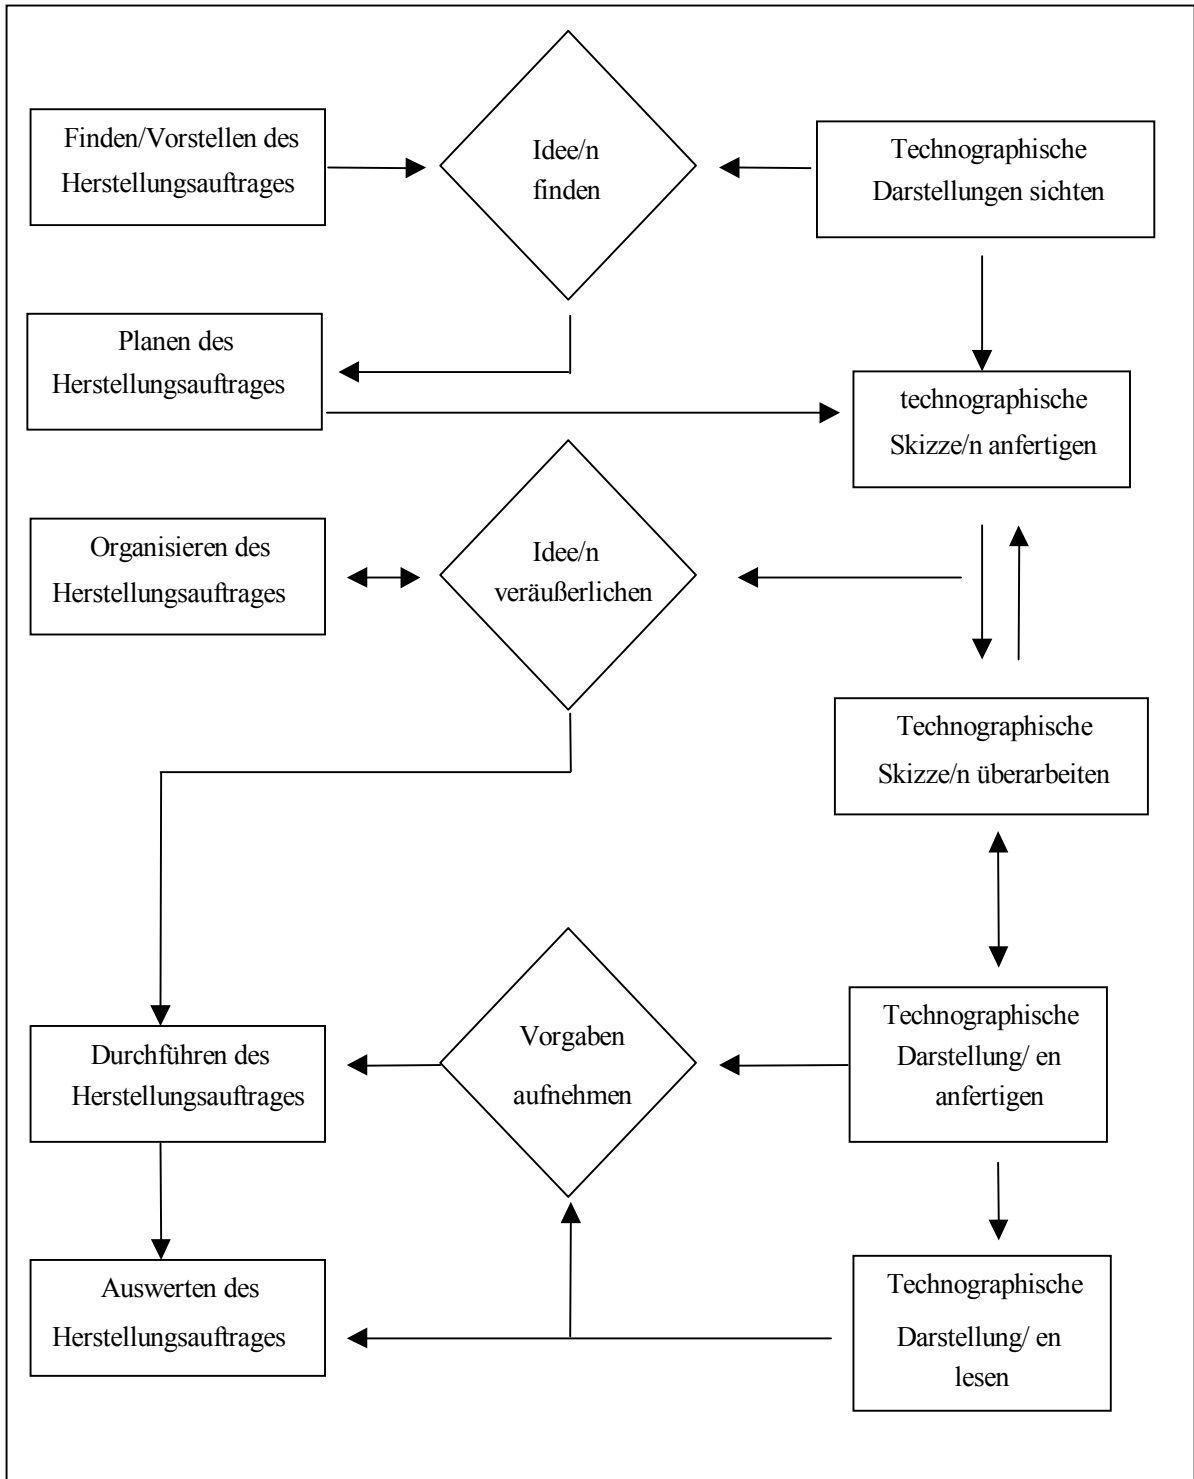 Finden/Vorstellen des
Herstellungsauftrages
Idee/n
finden
Technographische
Darstellungen sichten
Planen des
Herstellungsauftrages
technographische
Skizze/n anfertigen
Organisieren des
Herstellungsauftrages
Idee/n
veräußerlichen
Technographische
Skizze/n überarbeiten
Durchführen des
Herstellungsauftrages
Vorgaben
aufnehmen
Technographische
Darstellung/ en
anfertigen
Auswerten des
Herstellungsauftrages
Technographische
Darstellung/ en
lesen